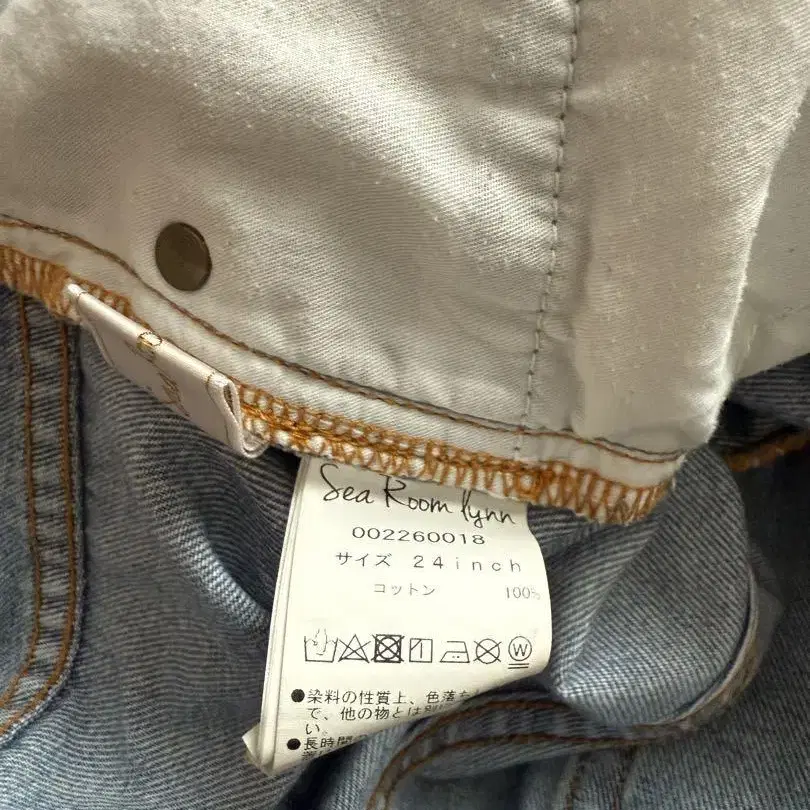 Sea Room lynn
002260018
サイズ 24inch
コットン 100%
W
●染料の性質上、色落ち
で、他の物とは別
い。
●長時間